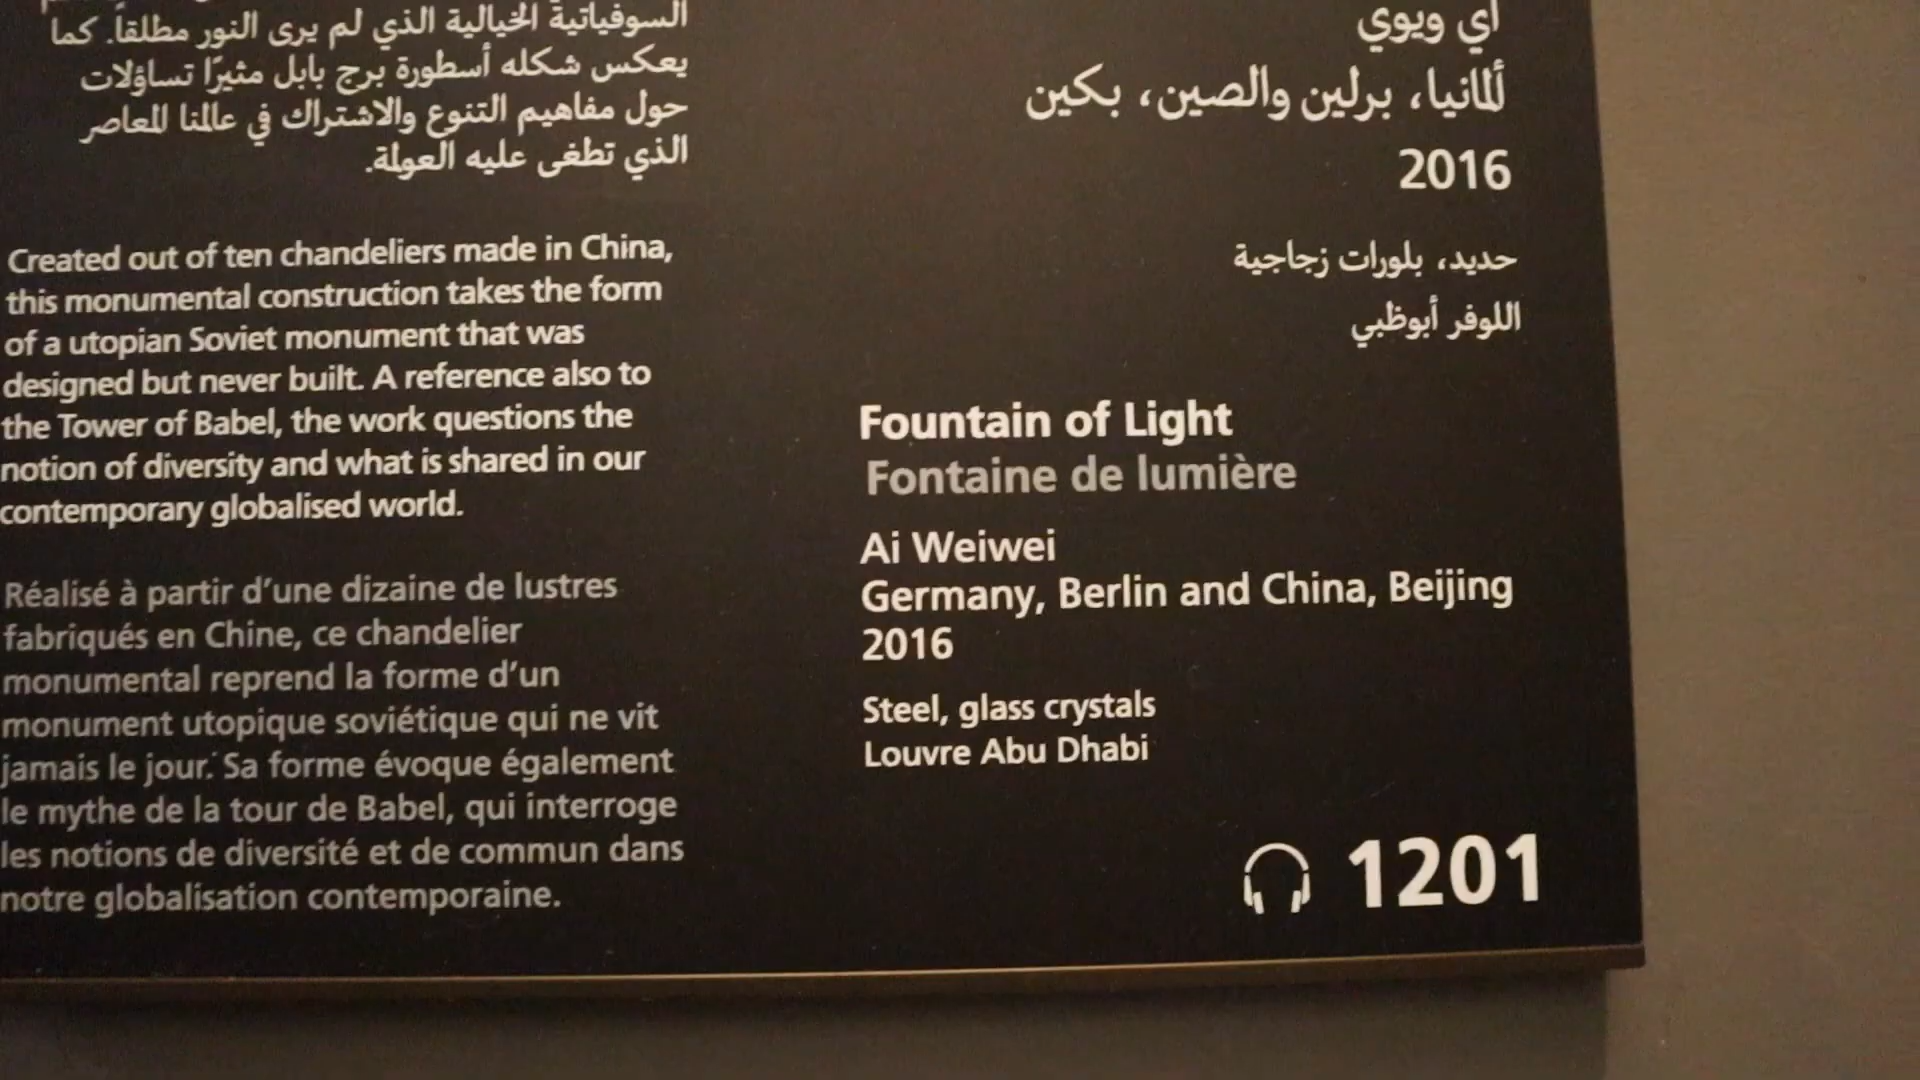 السوفياتية الخيالية الذي لم يرى النور مطلقاً. كما
يعكس شكله أسطورة برج بابل مثيرًا تساؤلات
حول مفاهيم التنوع والاشتراك في عالمنا المعاصر
الذي تطغى عليه العولمة.
Created out of ten chandeliers made in China,
this monumental construction takes the form
of a utopian Soviet monument that was
designed but never built. A reference also to
the Tower of Babel, the work questions the
notion of diversity and what is shared in our
contemporary globalised world.
Réalisé à partir d’une dizaine de lustres
fabriqués en Chine, ce chandelier
monumental reprend la forme d’un
monument utopique soviétique qui ne vit
jamais le jour. Sa forme évoque également
le mythe de la tour de Babel, qui interroge
les notions de diversité et de commun dans
notre globalisation contemporaine.
آي ويوي
ألمانيا، برلين والصين، بكين
2016
حديد، بلورات زجاجية
اللوفر أبوظبي
Fountain of Light
Fontaine de lumière
Ai Weiwei
Germany, Berlin and China, Beijing
2016
Steel, glass crystals
Louvre Abu Dhabi
1201